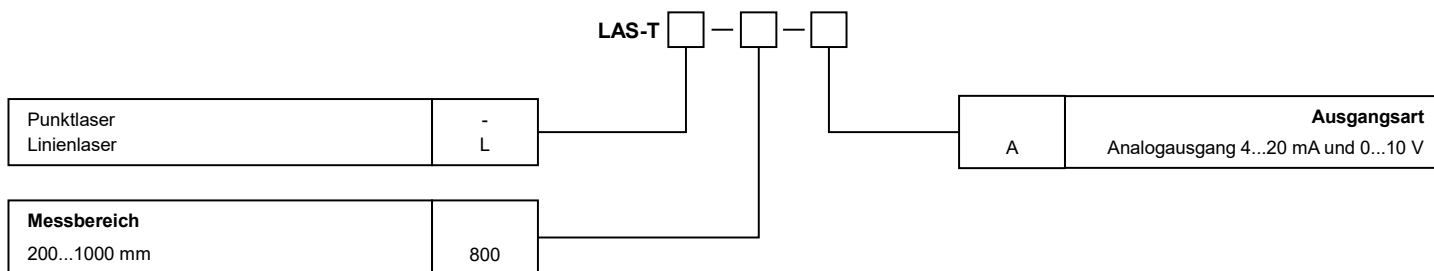 LAS-T
Punktlaser -
Linienlaser L
Messbereich
200...1000 mm 800
Ausgangsart
A Analogausgang 4...20 mA und 0...10 V